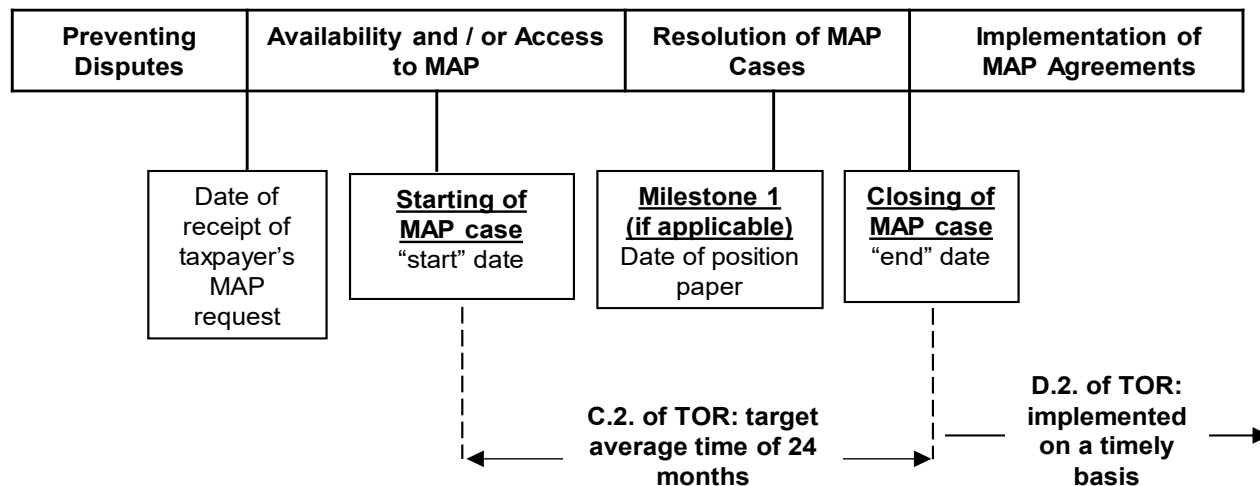 Preventing
Disputes
Availability and / or Access
to MAP
Resolution of MAP
Cases
Implementation of
MAP Agreements
Date of
receipt of
taxpayer’s
MAP
request
Starting of
MAP case
“start” date
Milestone 1
(if applicable)
Date of position
paper
Closing of
MAP case
“end” date
C.2. of TOR: target
average time of 24
months
D.2. of TOR:
implemented
on a timely
basis